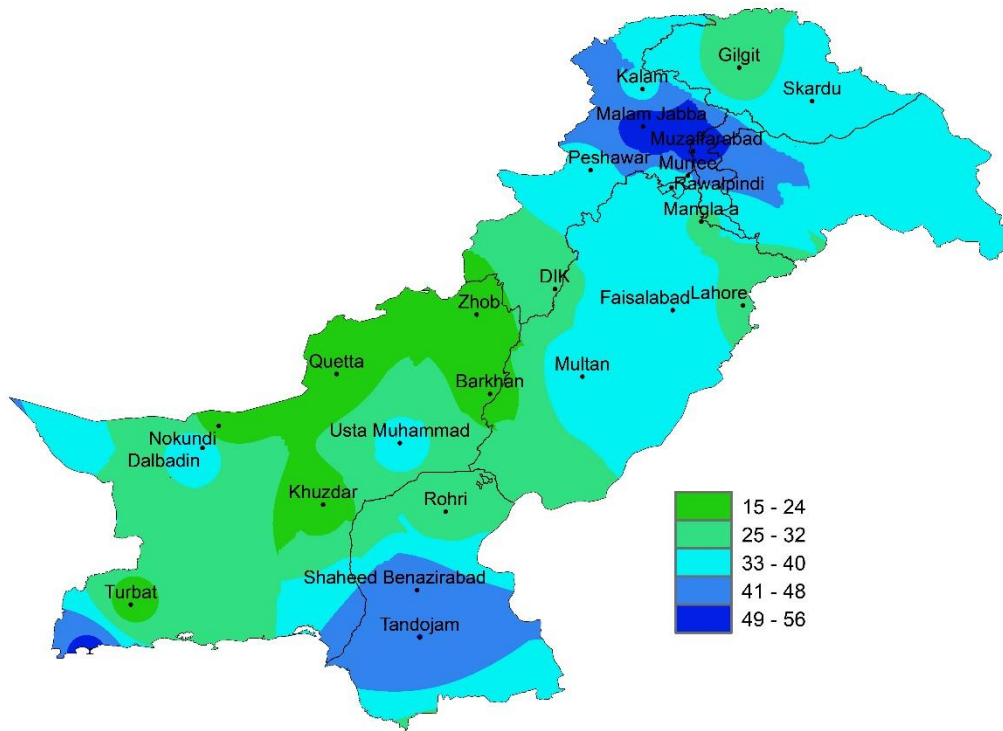 Gilgit
Kalam
Skardu
Malam Jabba
Muzaffarabad
Peshawar
Murree
Rawalpindi
Mangla a
DIK
Zhob
Faisalabad
Lahore
Quetta
Multan
Barkhan
Usta Muhammad
Nokundi
Dalbadin
Khuzdar
Rohri
15 - 24
25 - 32
33 - 40
41 - 48
49 - 56
Shaheed Benazirabad
Turbat
Tandojam